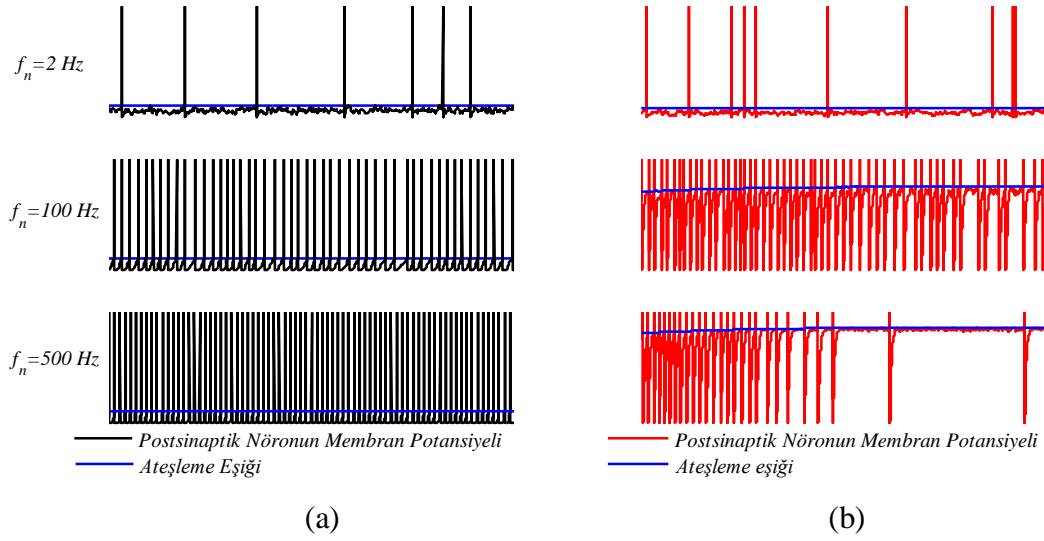 f_n=2 Hz
f_n=100 Hz
f_n=500 Hz
Postsinaptik Nöronun Membran Potansiyeli
Ateşleme Eşiği
(a)
Postsinaptik Nöronun Membran Potansiyeli
Ateşleme eşiği
(b)